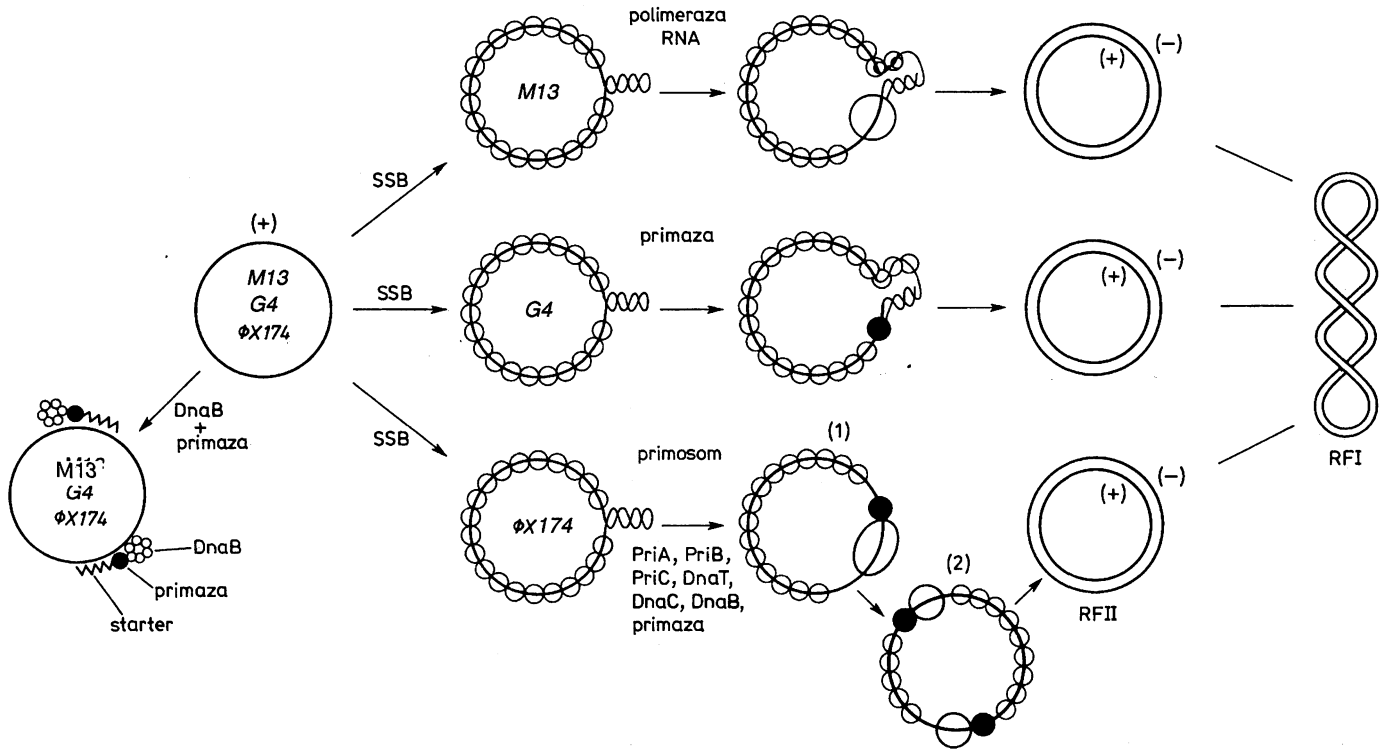 polimeraza
RNA
M13
(+)
(-)
SSB
(+)
M13
G4
ΦX174
SSB
primaza
G4
(+)
(-)
DnaB
+
primaza
SSB
M13
G4
ΦX174
DnaB
primaza
starter
primosom
ΦX174
PriA, PriB,
PriC, DnaT,
DnaC, DnaB,
primaza
(1)
(2)
(+)
(-)
RFII
RFI